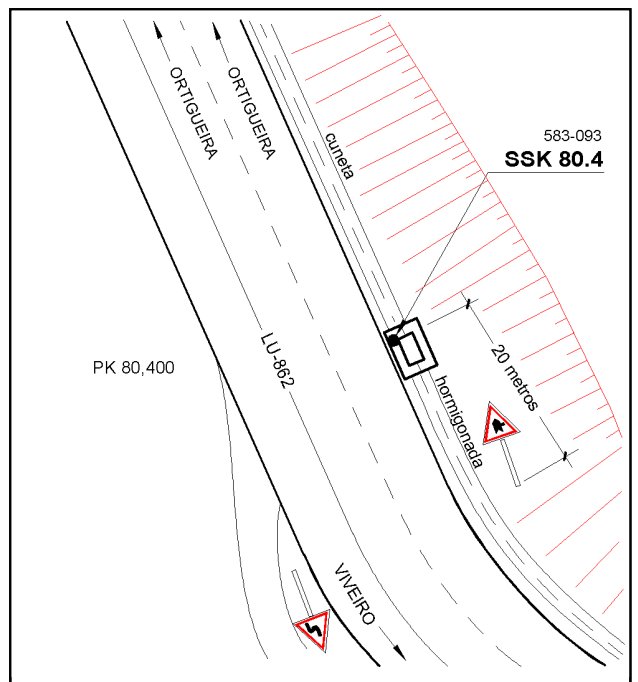 ORTIGUEIRA
ORTIGUEIRA
cuneta
583-093
SSK 80.4
PK 80,400
LU-862
20 metros
hormigonada
VIVEIRO